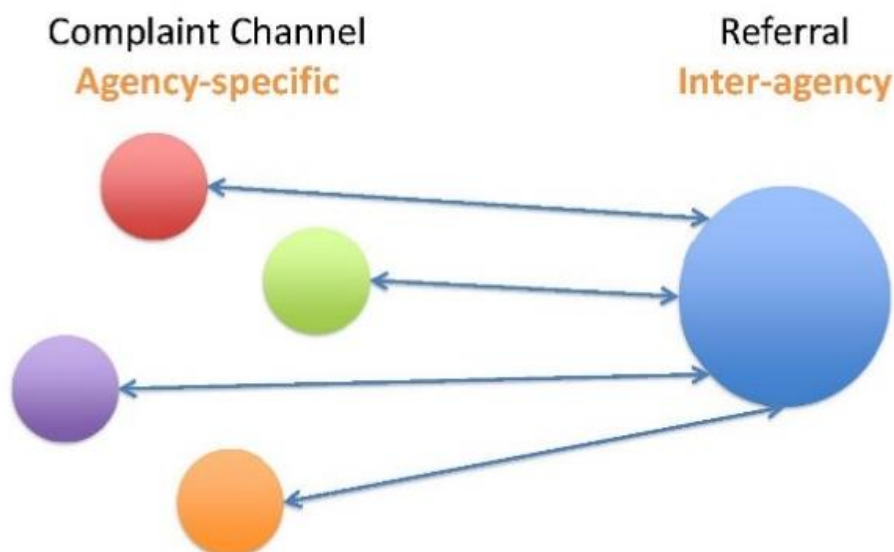 Complaint Channel
Agency-specific
Referral
Inter-agency